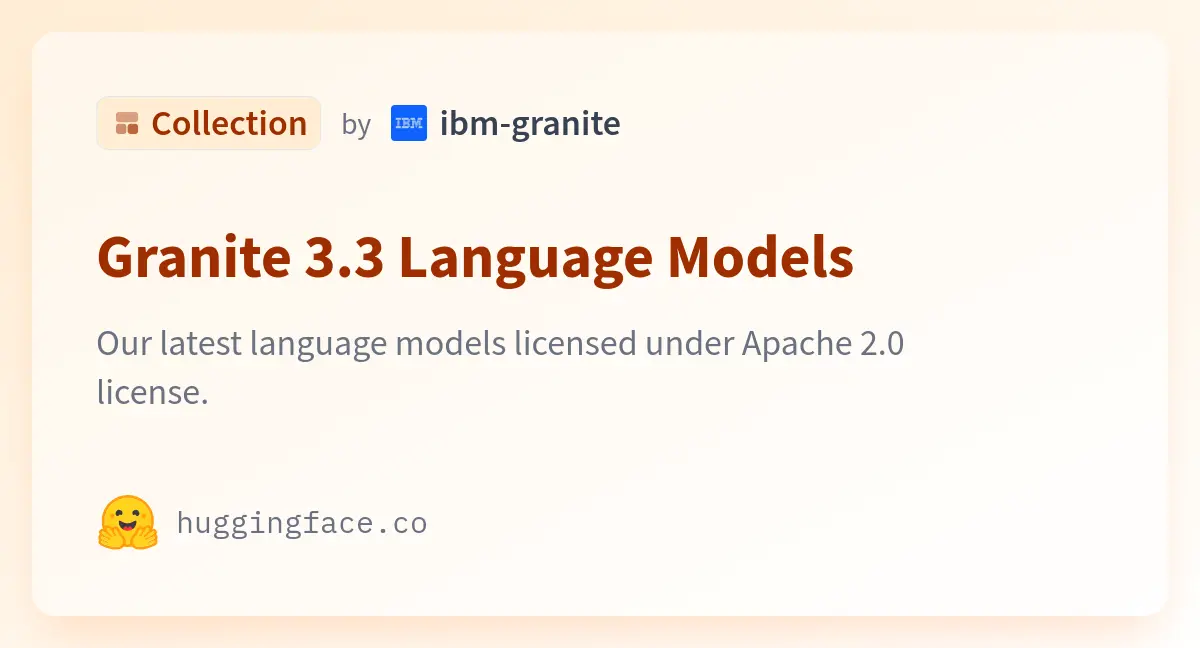 Collection by IBM ibm-granite
Granite 3.3 Language Models
Our latest language models licensed under Apache 2.0
license.
huggingface.co